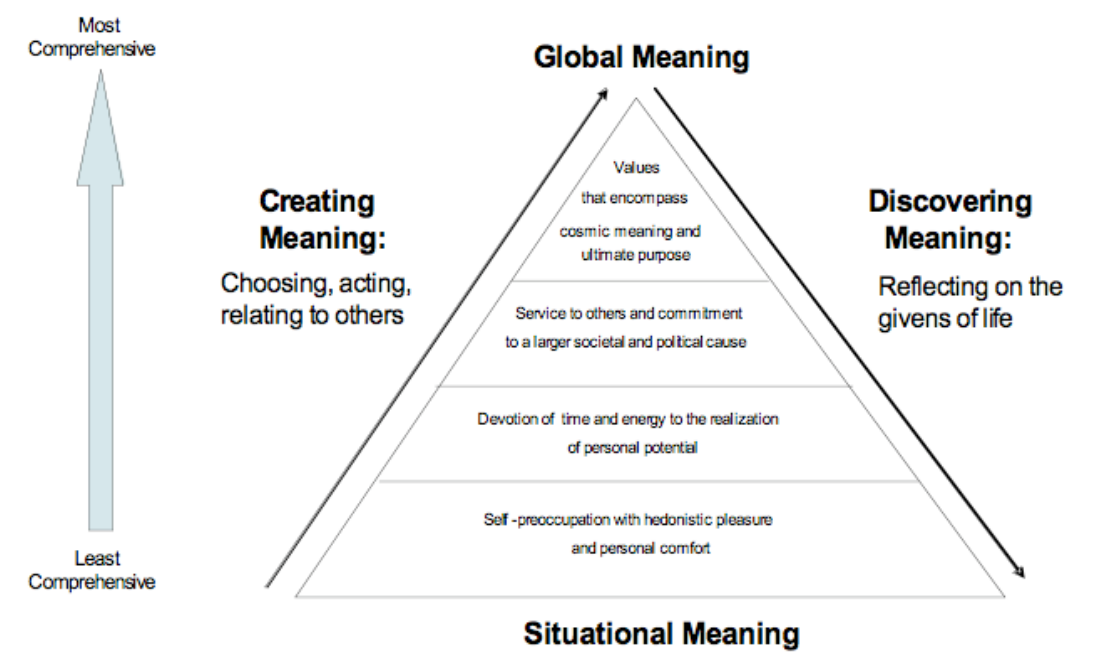 Most
Comprehensive
Global Meaning
Values
that encompass
cosmic meaning and
ultimate purpose
Creating
Meaning:
Choosing, acting,
relating to others
Discovering
Meaning:
Reflecting on the
givens of life
Service to others and commitment
to a larger societal and political cause
Devotion of time and energy to the realization
of personal potential
Self -preoccupation with hedonistic pleasure
and personal comfort
Least
Comprehensive
Situational Meaning